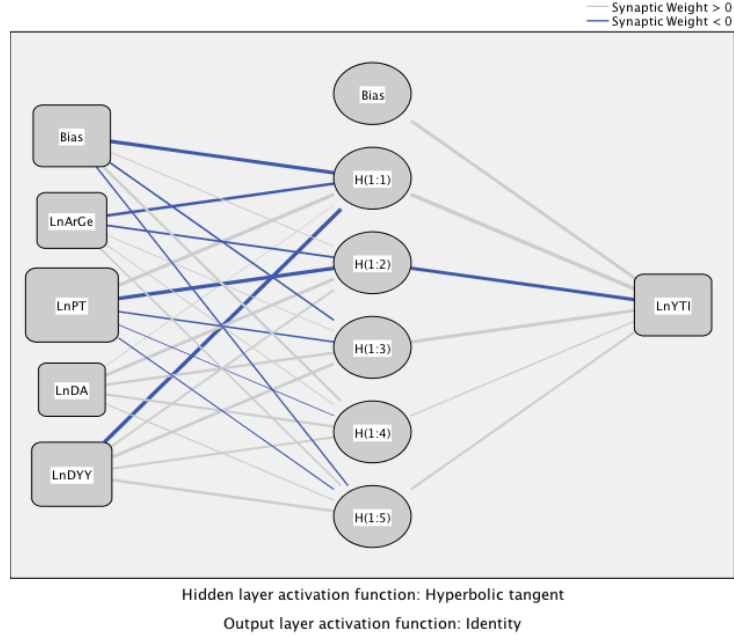 Synaptic Weight > 0
Synaptic Weight < 0
Bias
Bias
H(1:1)
LnArGe
H(1:2)
LnPT
LnYTI
H(1:3)
LnDA
H(1:4)
LnDYY
H(1:5)
Hidden layer activation function: Hyperbolic tangent
Output layer activation function: Identity